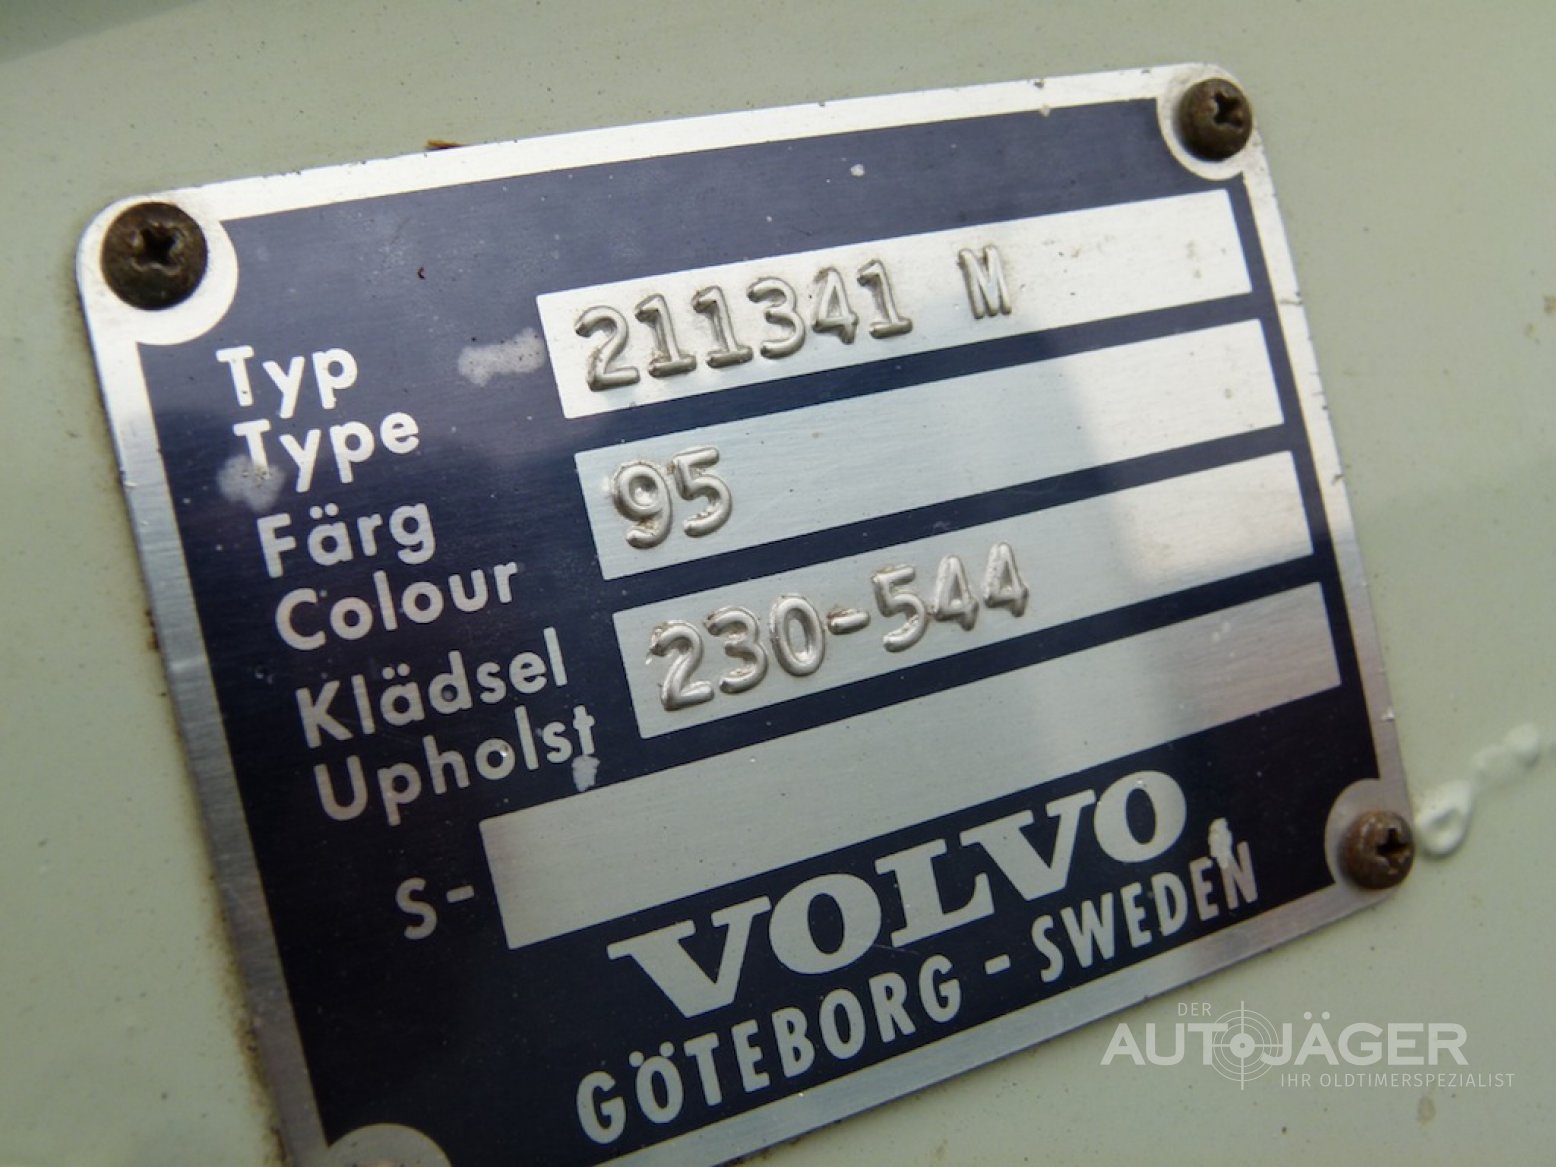 Typ 211341 M
Type
Färg 95
Colour
Klädsel 230-544
Upholst
S-
VOLVO
GÖTEBORG - SWEDEN
DER
AUTOJÄGER
IHR OLDTIMERSPEZIALIST